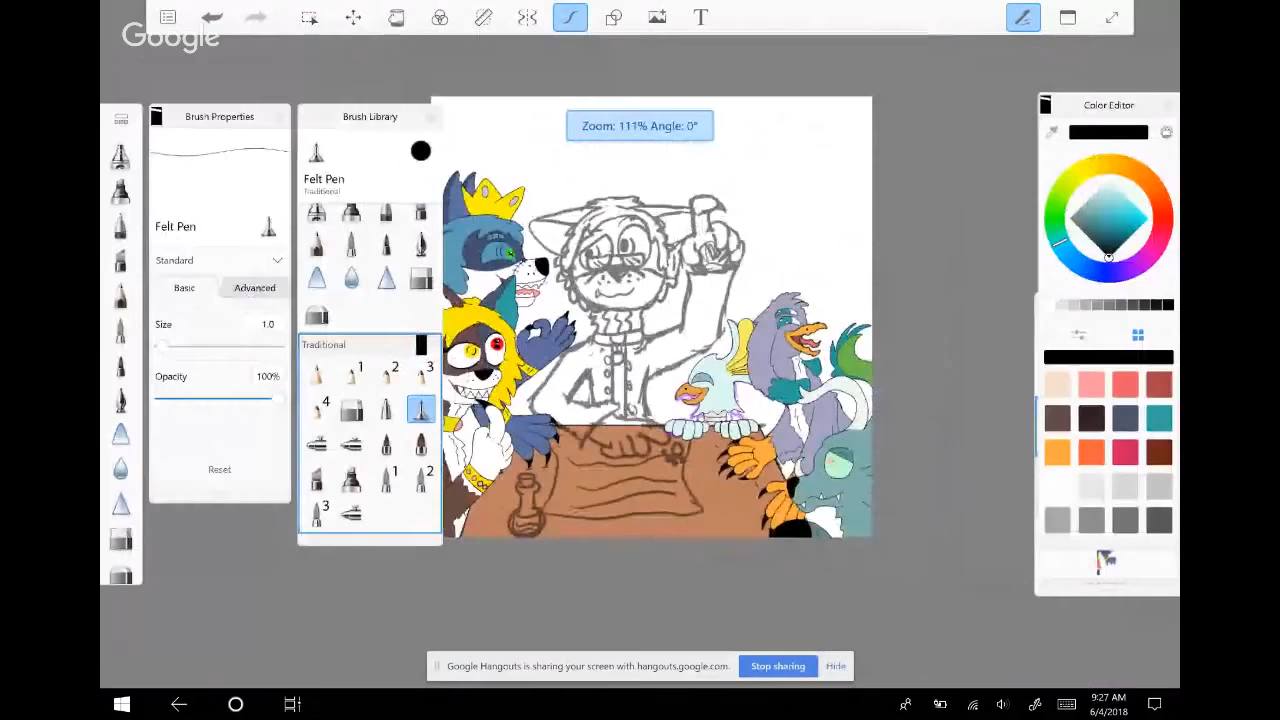 Google
T
Brush Properties
Brush Library
Color Editor
Zoom: 111% Angle: 0°
Felt Pen
Traditional
Felt Pen
Standard
Basic
Advanced
Size
1.0
Opacity
100%
Reset
Traditional
1
2
3
4
1
2
3
Google Hangouts is sharing your screen with hangouts.google.com.
Stop sharing
Hide
9:27 AM
6/4/2018